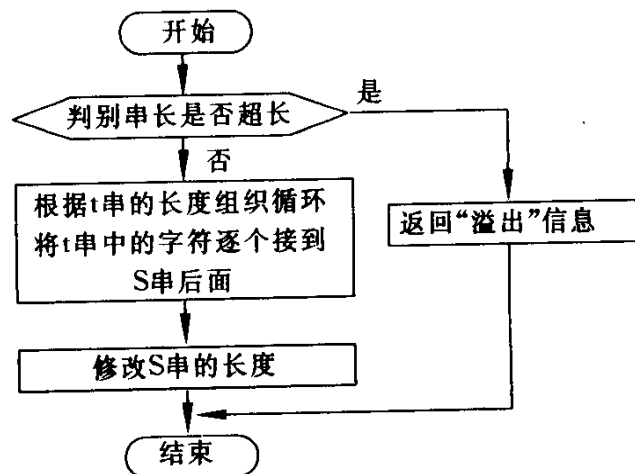 开始
判别串长是否超长
是
否
根据t串的长度组织循环
将t串中的字符逐个接到
S串后面
返回“溢出”信息
修改S串的长度
结束